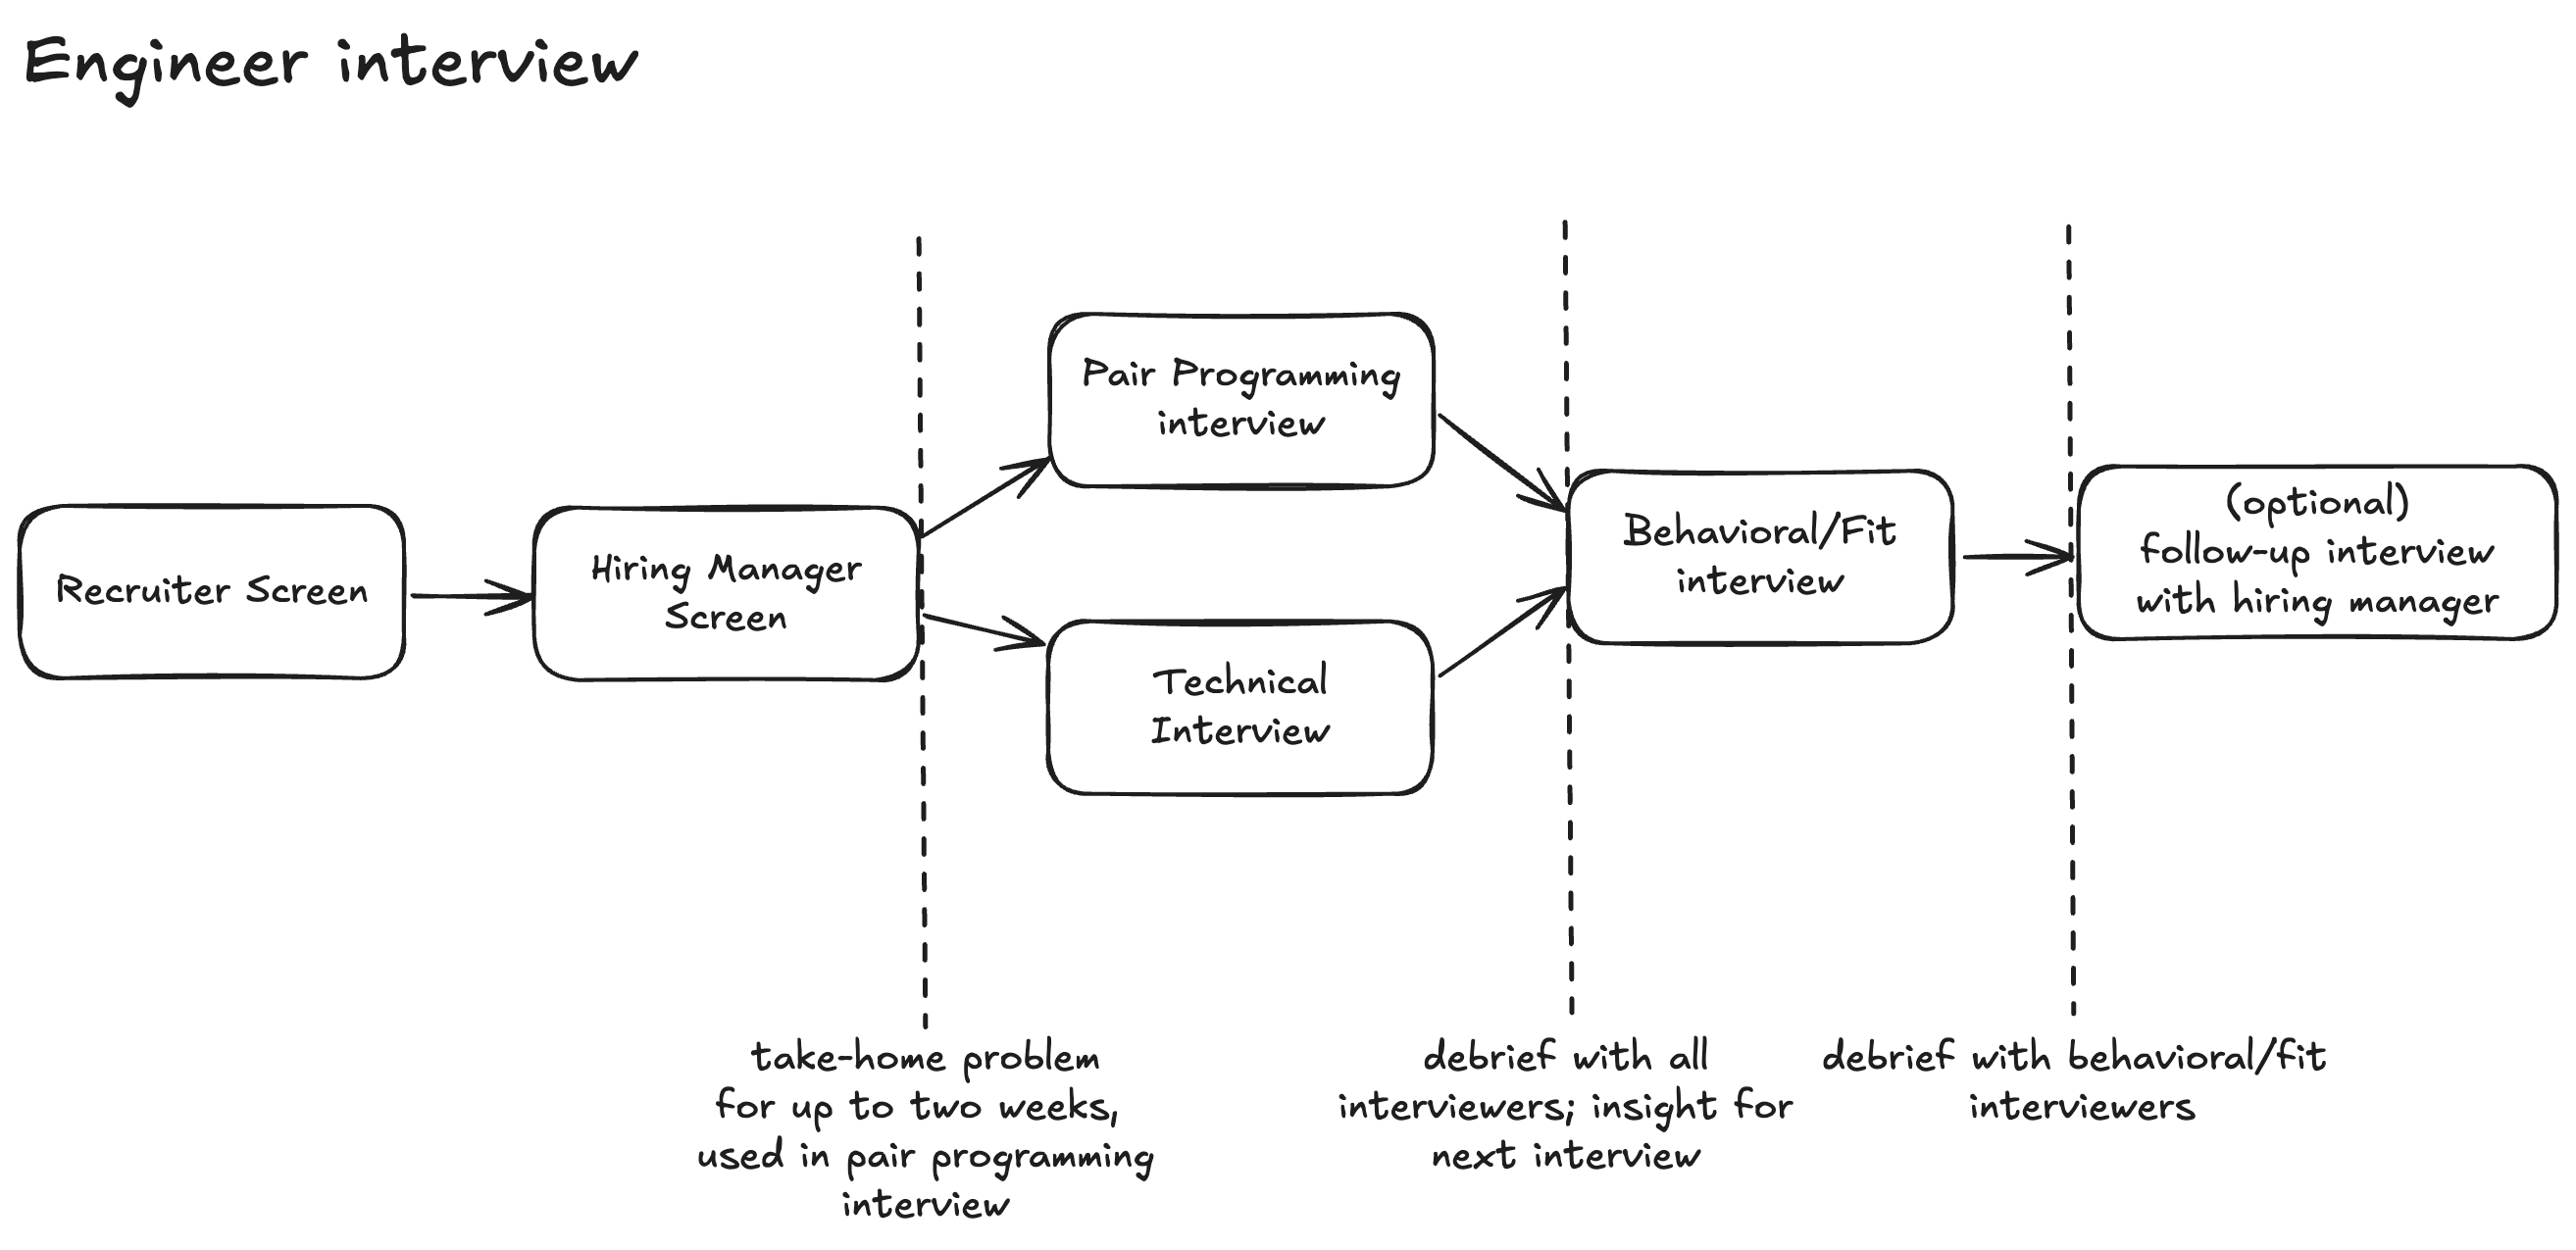 Engineer interview
Recruiter Screen
Hiring Manager
Screen
Pair Programming
interview
Technical
Interview
Behavioral/Fit
interview
(optional)
follow-up interview
with hiring manager
take-home problem
for up to two weeks,
used in pair programming
interview
debrief with all
interviewers; insight for
next interview
debrief with behavioral/fit
interviewers